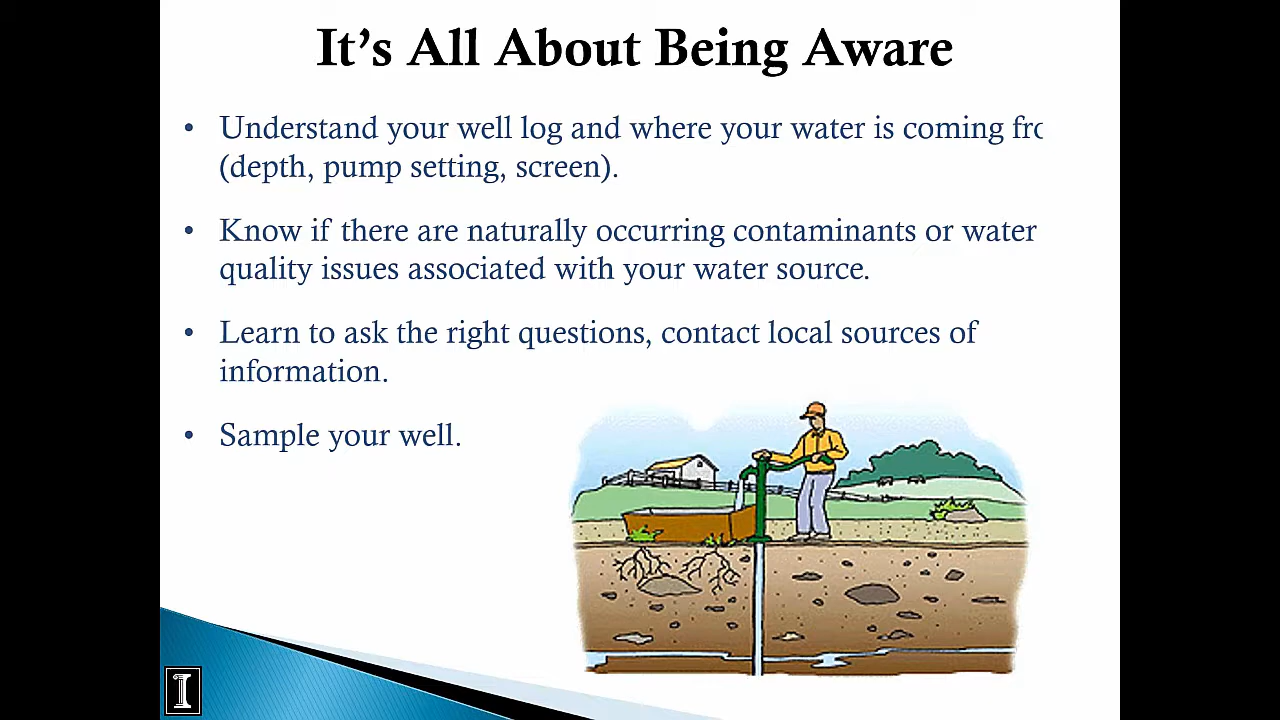 It's All About Being Aware
• Understand your well log and where your water is coming
(depth, pump setting, screen).
• Know if there are naturally occurring contaminants or water
quality issues associated with your water source.
• Learn to ask the right questions, contact local sources of
information.
• Sample your well.
I